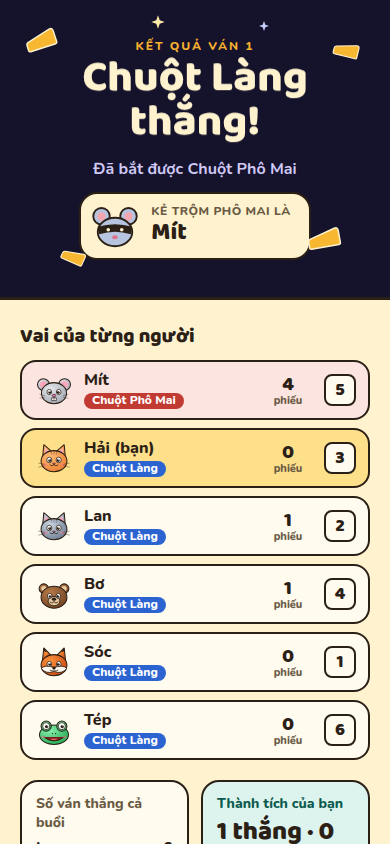 KẾT QUẢ VÁN 1
Chuột Làng
thắng!
Đã bắt được Chuột Phô Mai
KẺ TRỘM PHÔ MAI LÀ
Mít
Vai của từng người
Mít
Chuột Phô Mai
4
phiếu
5
Hải (bạn)
Chuột Làng
0
phiếu
3
Lan
Chuột Làng
1
phiếu
2
Bơ
Chuột Làng
1
phiếu
4
Sóc
Chuột Làng
0
phiếu
1
Tép
Chuột Làng
0
phiếu
6
Số ván thắng cả
buổi
Thành tích của bạn
1 thắng · 0